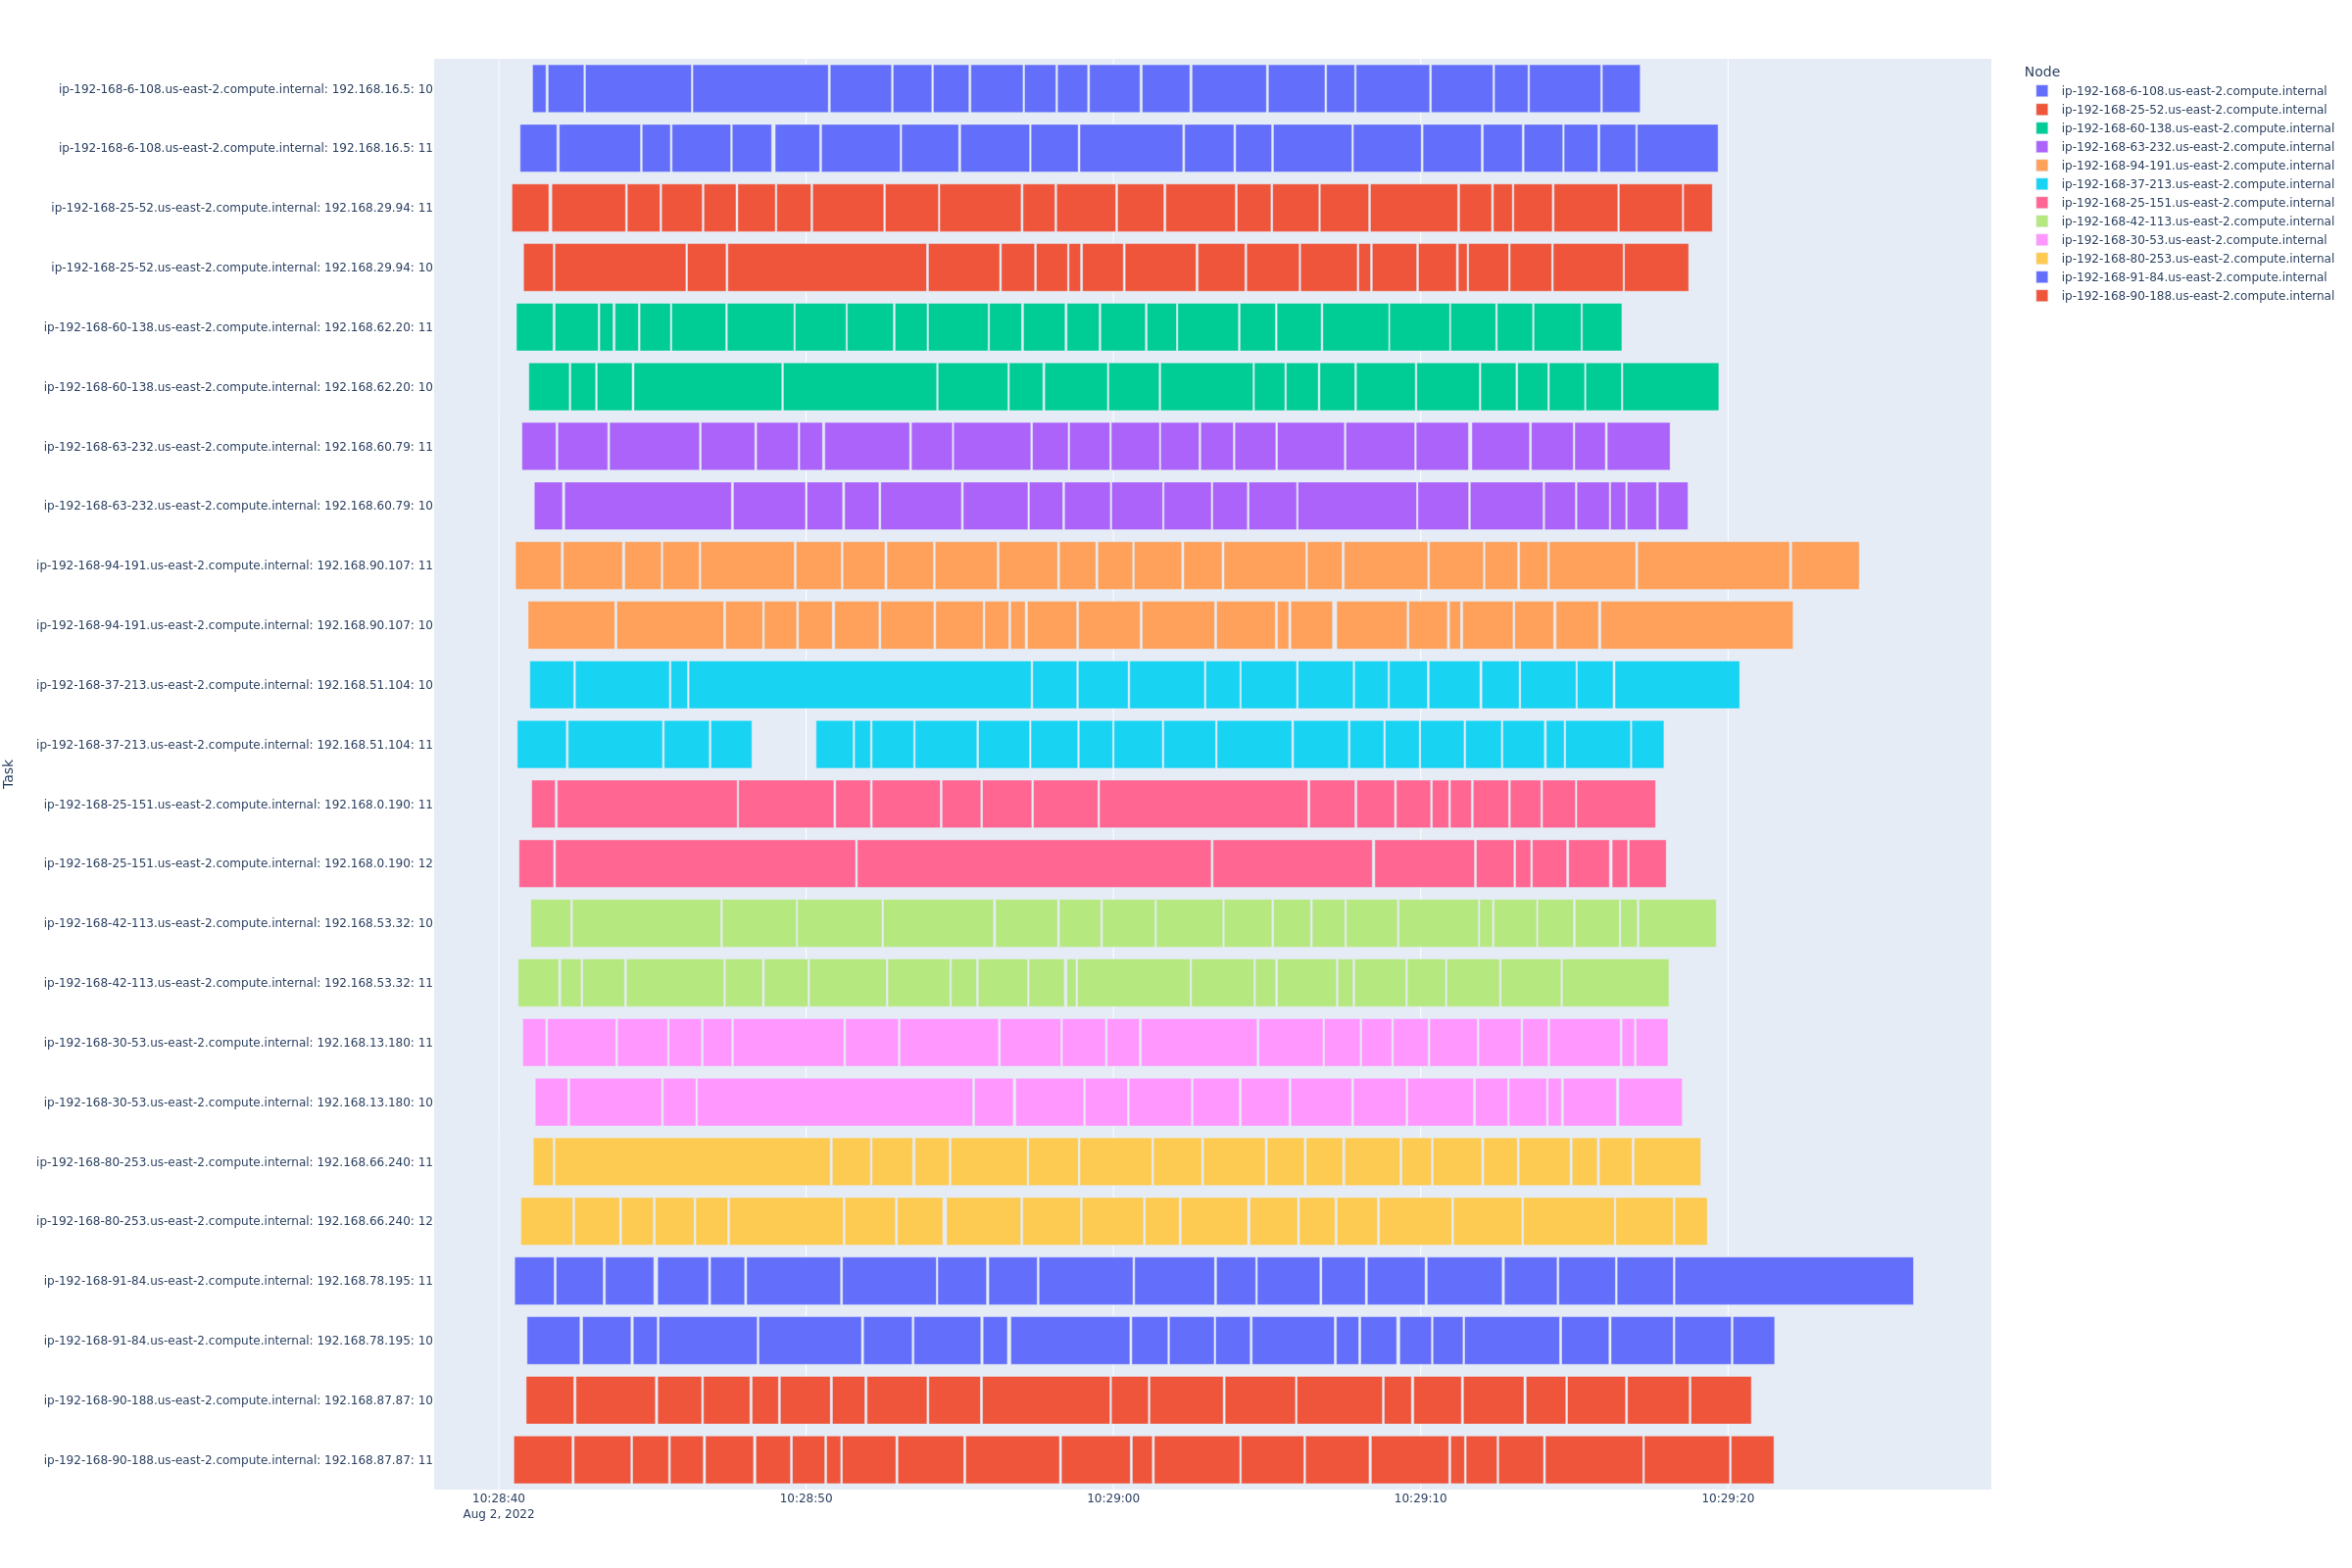 ip-192-168-6-108.us-east-2.compute.internal: 192.168.16.5: 10
ip-192-168-6-108.us-east-2.compute.internal: 192.168.16.5: 11
ip-192-168-25-52.us-east-2.compute.internal: 192.168.29.94: 11
ip-192-168-25-52.us-east-2.compute.internal: 192.168.29.94: 10
ip-192-168-60-138.us-east-2.compute.internal: 192.168.62.20: 11
ip-192-168-60-138.us-east-2.compute.internal: 192.168.62.20: 10
ip-192-168-63-232.us-east-2.compute.internal: 192.168.60.79: 11
ip-192-168-63-232.us-east-2.compute.internal: 192.168.60.79: 10
ip-192-168-94-191.us-east-2.compute.internal: 192.168.90.107: 11
ip-192-168-94-191.us-east-2.compute.internal: 192.168.90.107: 10
ip-192-168-37-213.us-east-2.compute.internal: 192.168.51.104: 10
ip-192-168-37-213.us-east-2.compute.internal: 192.168.51.104: 11
ip-192-168-25-151.us-east-2.compute.internal: 192.168.0.190: 11
ip-192-168-25-151.us-east-2.compute.internal: 192.168.0.190: 12
ip-192-168-42-113.us-east-2.compute.internal: 192.168.53.32: 10
ip-192-168-42-113.us-east-2.compute.internal: 192.168.53.32: 11
ip-192-168-30-53.us-east-2.compute.internal: 192.168.13.180: 11
ip-192-168-30-53.us-east-2.compute.internal: 192.168.13.180: 10
ip-192-168-80-253.us-east-2.compute.internal: 192.168.66.240: 11
ip-192-168-80-253.us-east-2.compute.internal: 192.168.66.240: 12
ip-192-168-91-84.us-east-2.compute.internal: 192.168.78.195: 11
ip-192-168-91-84.us-east-2.compute.internal: 192.168.78.195: 10
ip-192-168-90-188.us-east-2.compute.internal: 192.168.87.87: 10
ip-192-168-90-188.us-east-2.compute.internal: 192.168.87.87: 11
Task
10:28:40
Aug 2, 2022
10:28:50
10:29:00
10:29:10
10:29:20
Node
ip-192-168-6-108.us-east-2.compute.internal
ip-192-168-25-52.us-east-2.compute.internal
ip-192-168-60-138.us-east-2.compute.internal
ip-192-168-63-232.us-east-2.compute.internal
ip-192-168-94-191.us-east-2.compute.internal
ip-192-168-37-213.us-east-2.compute.internal
ip-192-168-25-151.us-east-2.compute.internal
ip-192-168-42-113.us-east-2.compute.internal
ip-192-168-30-53.us-east-2.compute.internal
ip-192-168-80-253.us-east-2.compute.internal
ip-192-168-91-84.us-east-2.compute.internal
ip-192-168-90-188.us-east-2.compute.internal